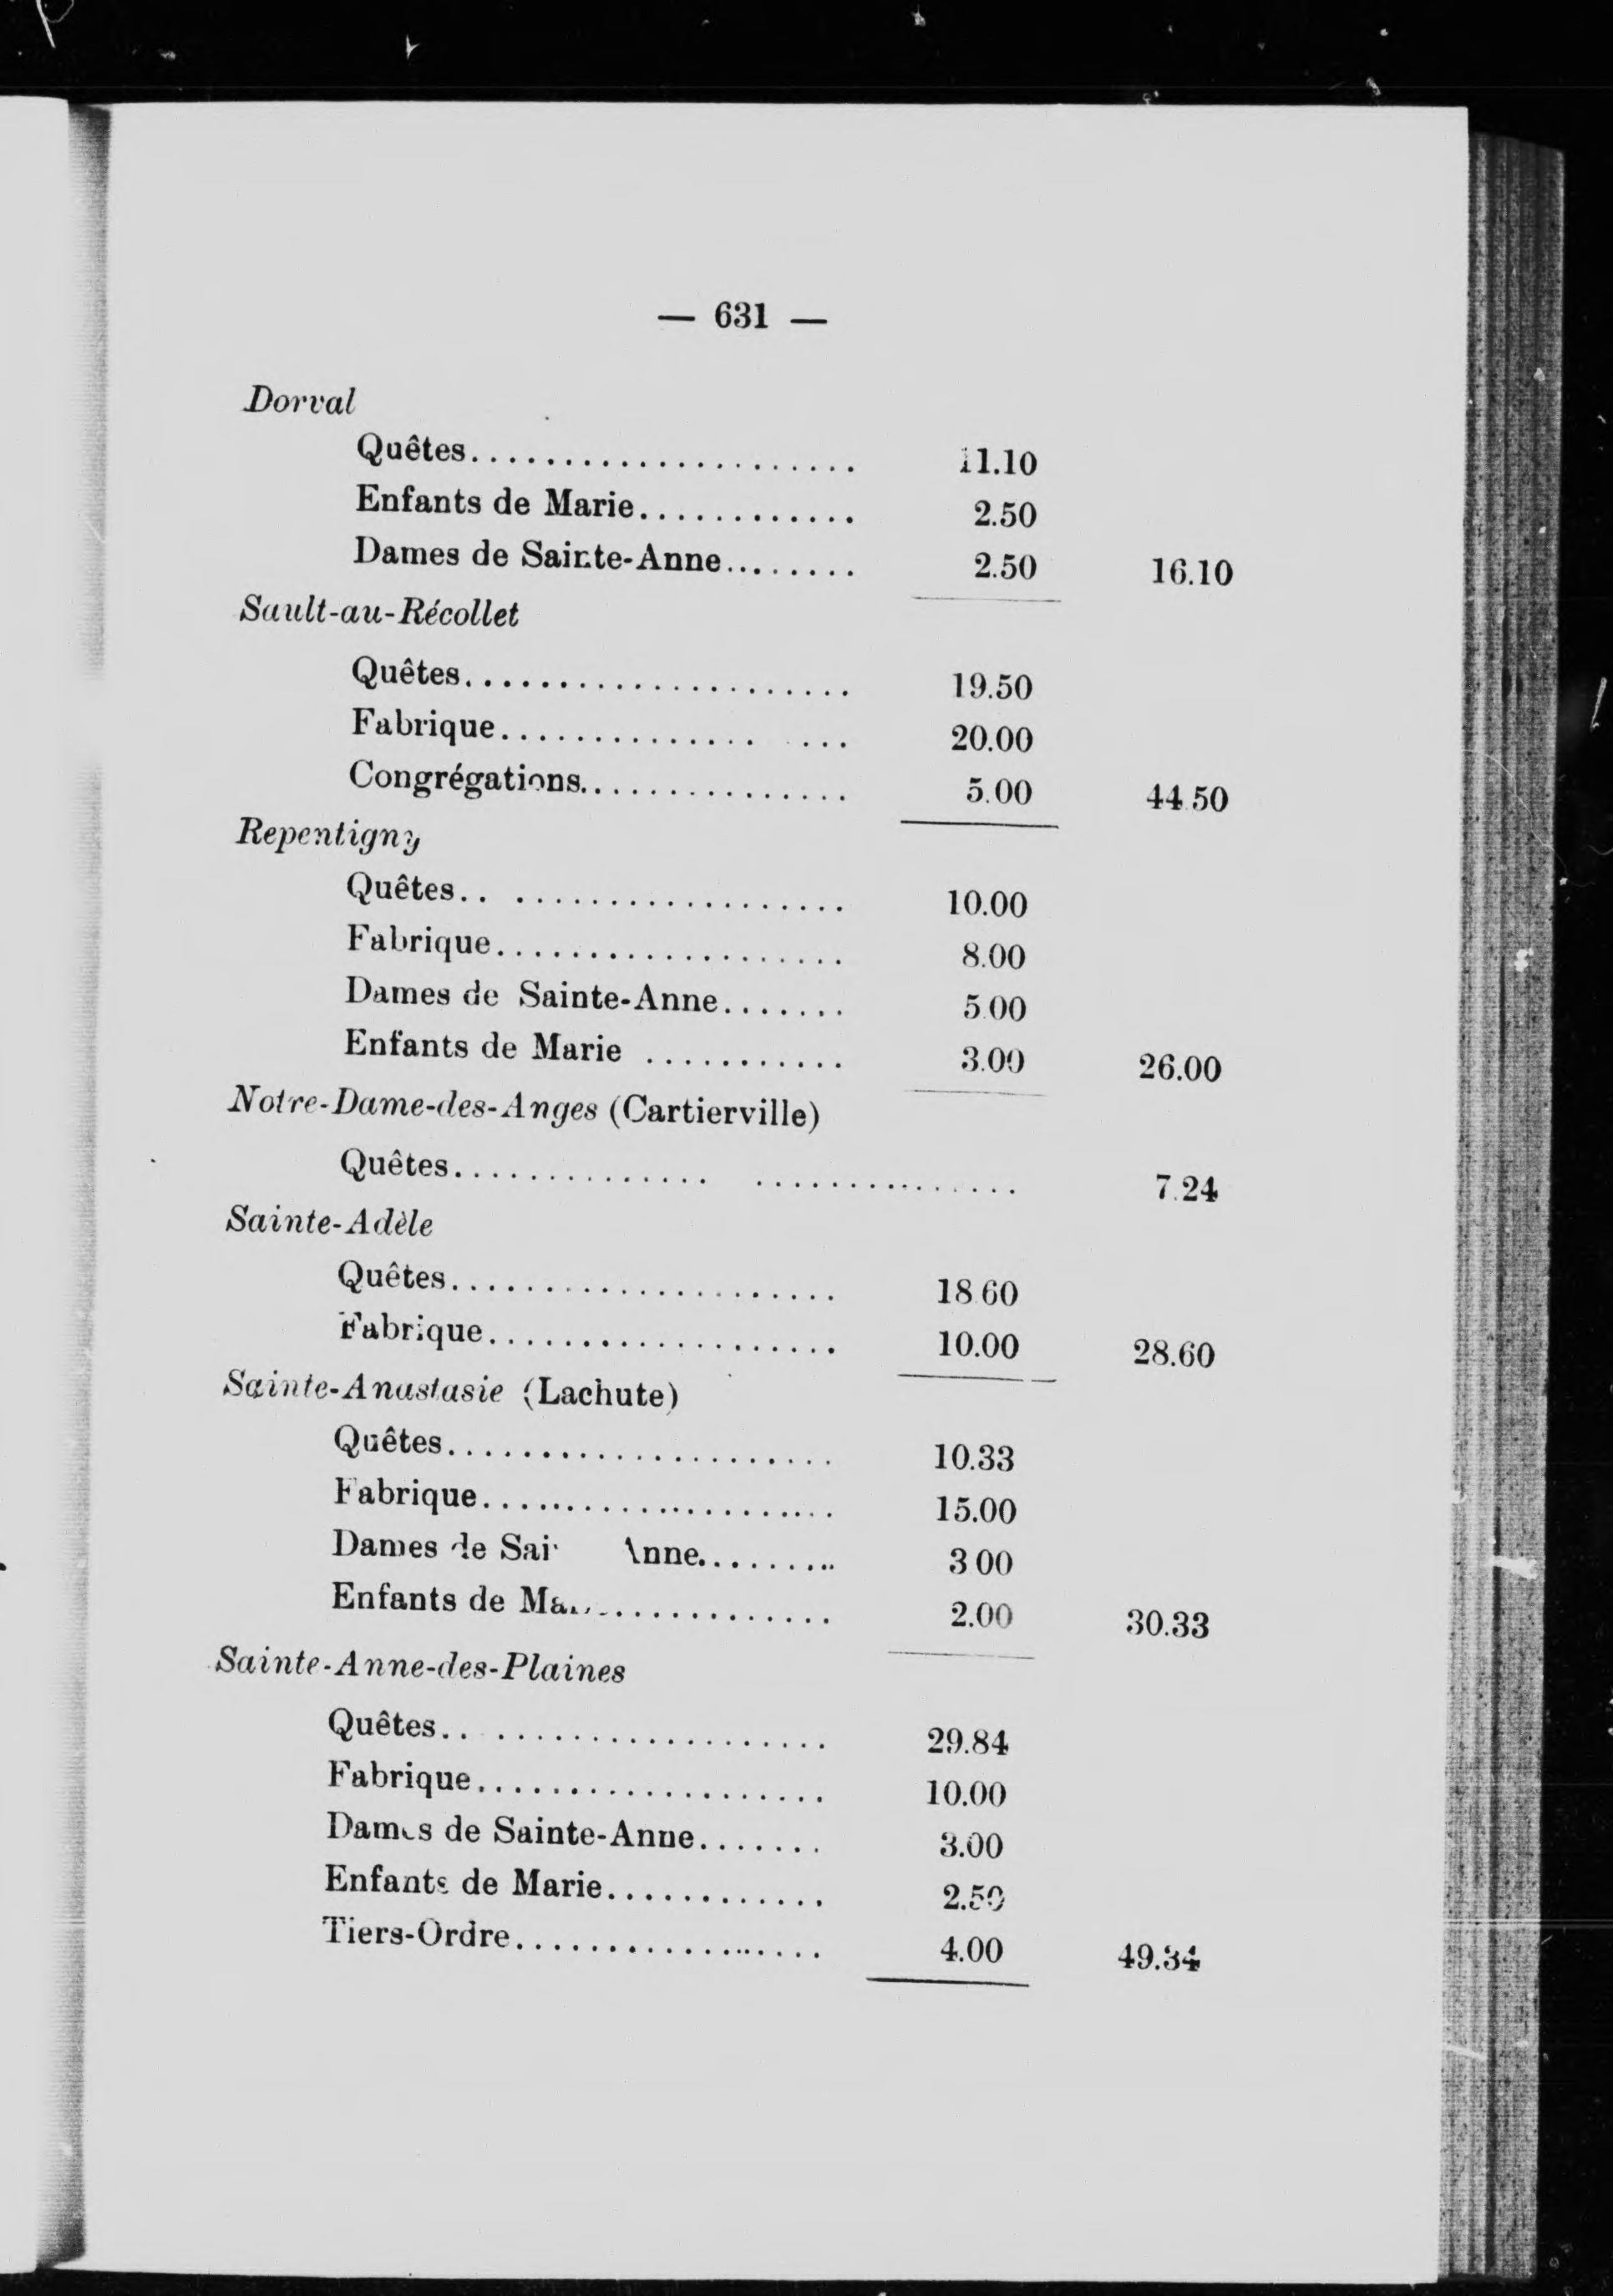 — 631 —
Dorval
Quêtes...................... 11.10
Enfants de Marie............ 2.50
Dames de Sainte-Anne........ 2.50 16.10
Sault-au-Récollet
Quêtes...................... 19.50
Fabrique.............. ... 20.00
Congrégations............... 5.00 44.50
Repentigny
Quêtes.. .................. 10.00
Fabrique................... 8.00
Dames de Sainte-Anne....... 5.00
Enfants de Marie ........... 3.00 26.00
Notre-Dame-des-Anges (Cartierville)
Quêtes.............. ............... 7.24
Sainte-Adèle
Quêtes..................... 18.60
Fabrique................... 10.00 28.60
Sainte-Anastasie (Lachute)
Quêtes..................... 10.33
Fabrique.................... 15.00
Dames de Sai Anne......... 3 00
Enfants de Ma.............. 2.00 30.33
Sainte-Anne-des-Plaines
Quêtes.. .................. 29.84
Fabrique................... 10.00
Dames de Sainte-Anne....... 3.00
Enfants de Marie............ 2.50
Tiers-Ordre................. 4.00 49.34